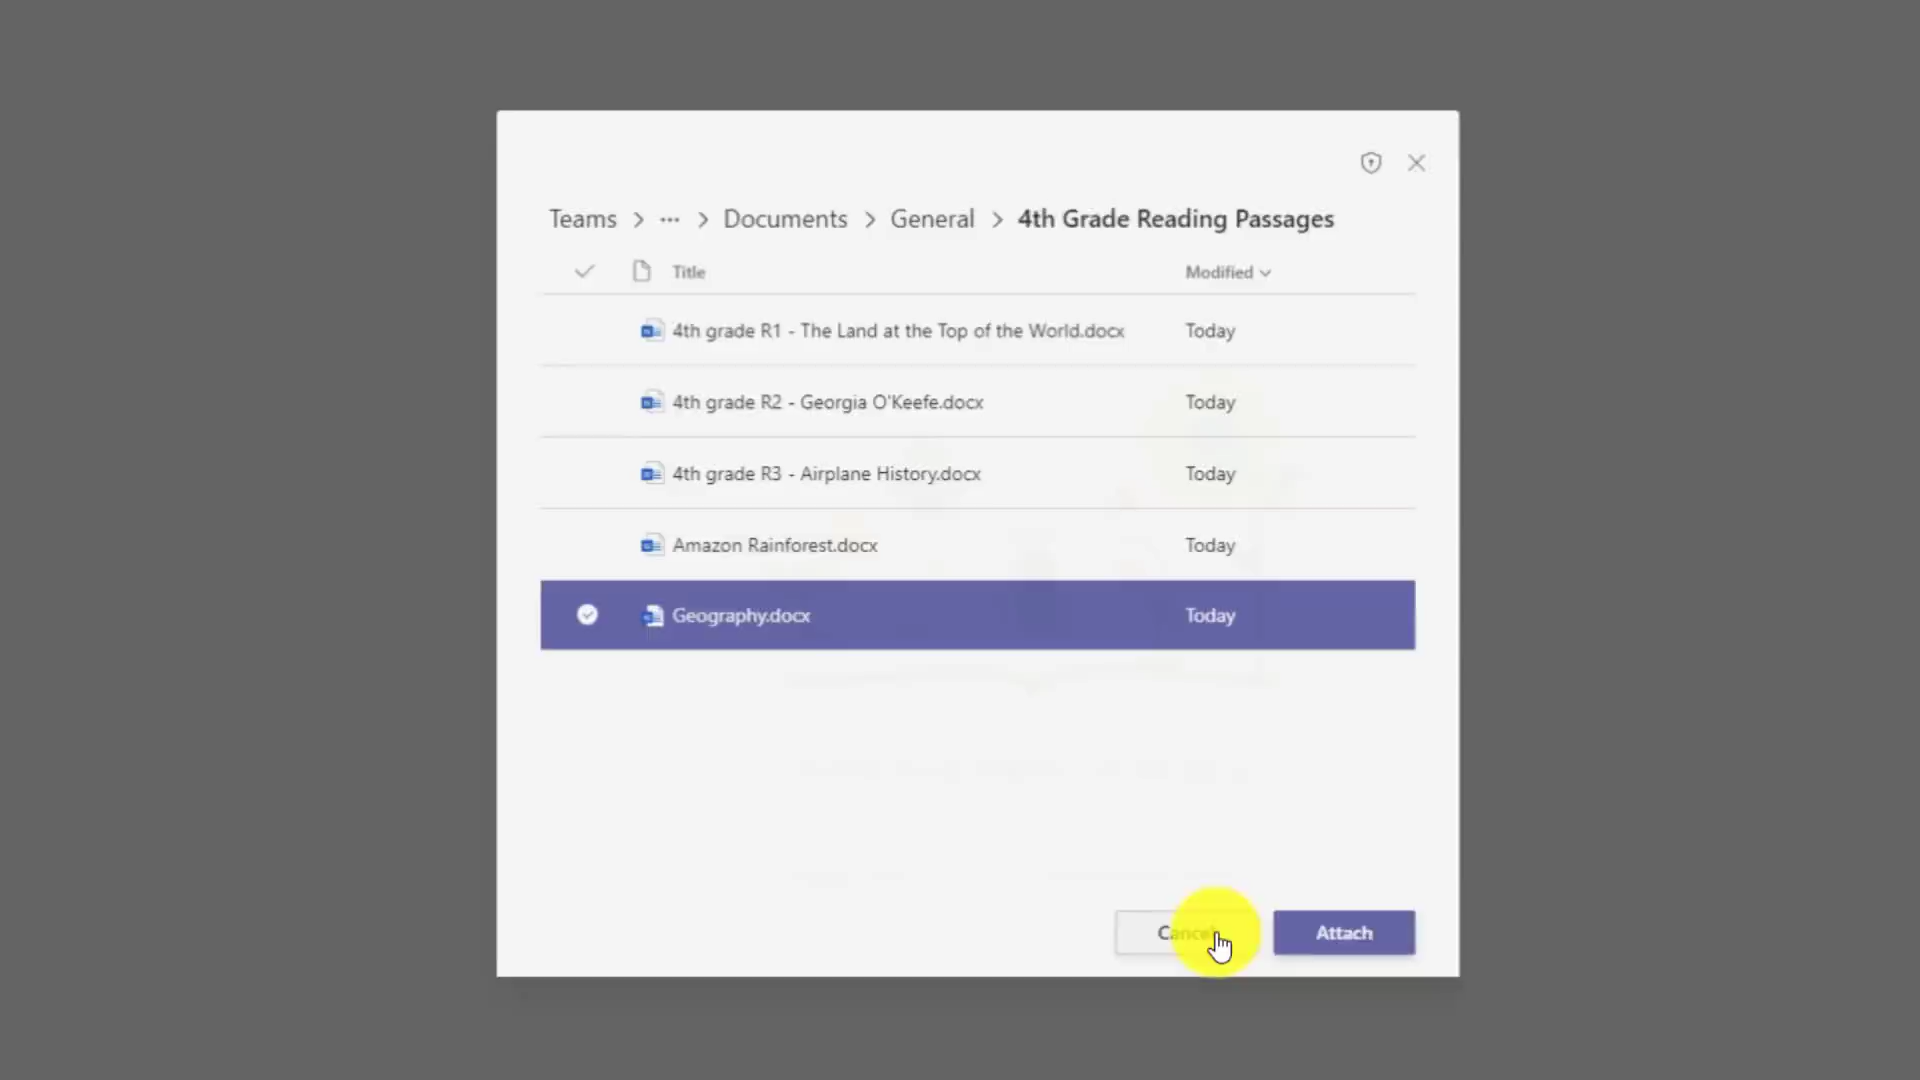 Teams > ··· > Documents > General > 4th Grade Reading Passages
Title Modified
4th grade R1 - The Land at the Top of the World.docx Today
4th grade R2 - Georgia O'Keefe.docx Today
4th grade R3 - Airplane History.docx Today
Amazon Rainforest.docx Today
Geography.docx Today
Cancel Attach